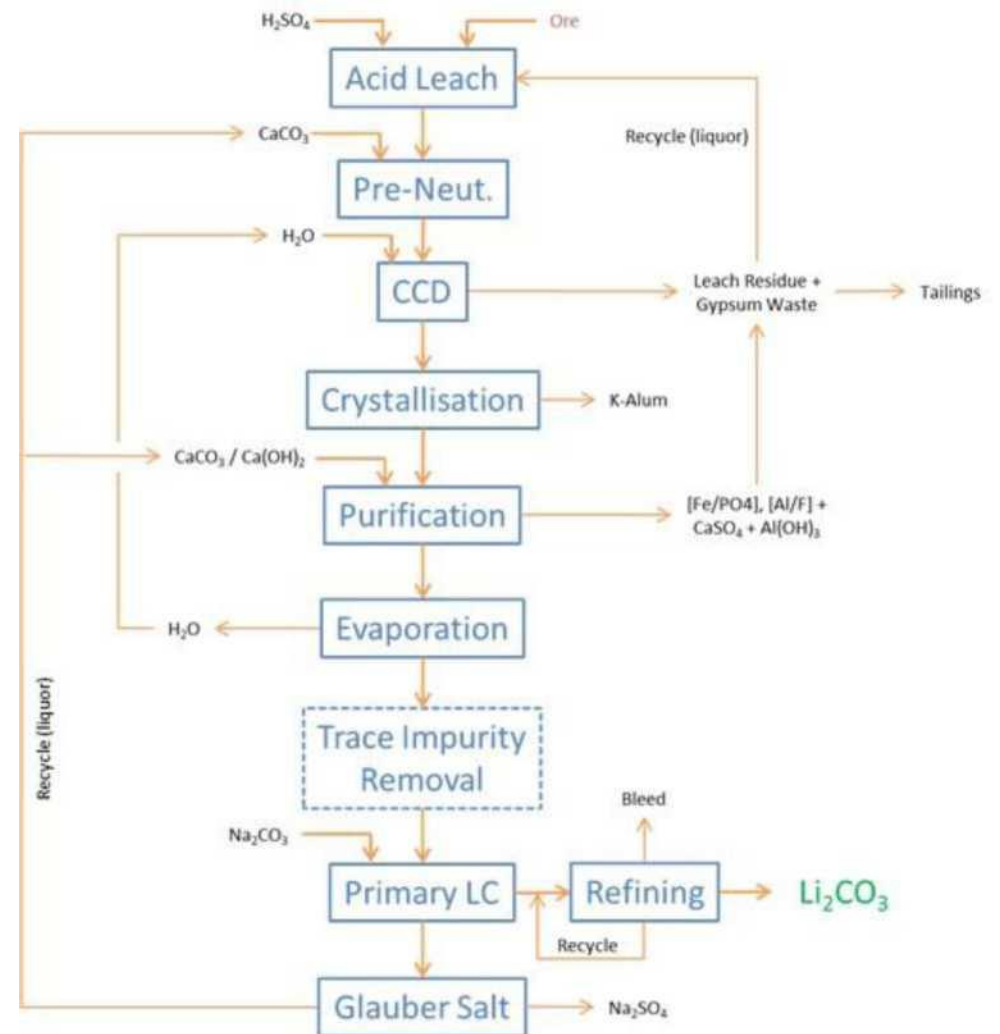 H₂SO₄
Ore
Acid Leach
CaCO₃
Recycle (liquor)
Pre-Neut.
H₂O
CCD
Leach Residue +
Gypsum Waste
Tailings
Crystallisation
K-Alum
CaCO₃ / Ca(OH)₂
Purification
[Fe/PO4], [Al/F] +
CaSO₄ + Al(OH)₃
H₂O
Evaporation
Recycle (liquor)
Trace Impurity
Removal
Bleed
Na₂CO₃
Primary LC
Refining
Li₂CO₃
Recycle
Glauber Salt
Na₂SO₄